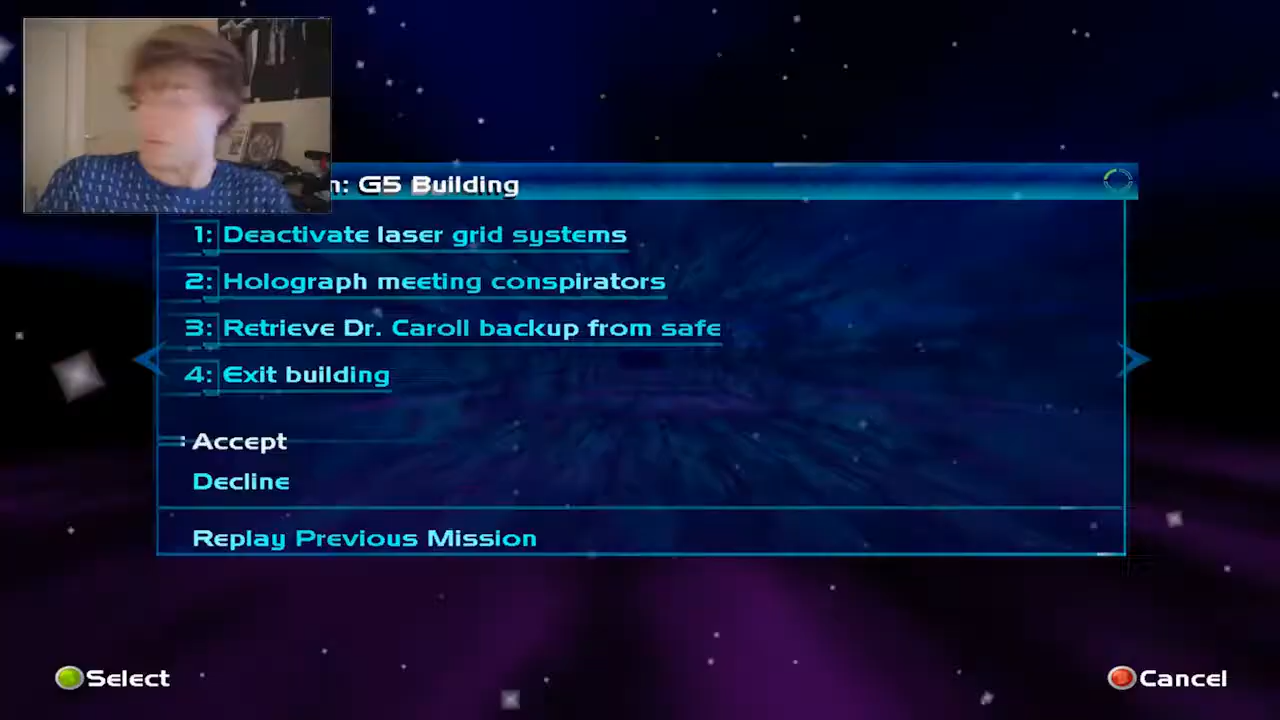 n: G5 Building
1: Deactivate laser grid systems
2: Holograph meeting conspirators
3: Retrieve Dr. Caroll backup from safe
4: Exit building
: Accept
Decline
Replay Previous Mission
Select
Cancel